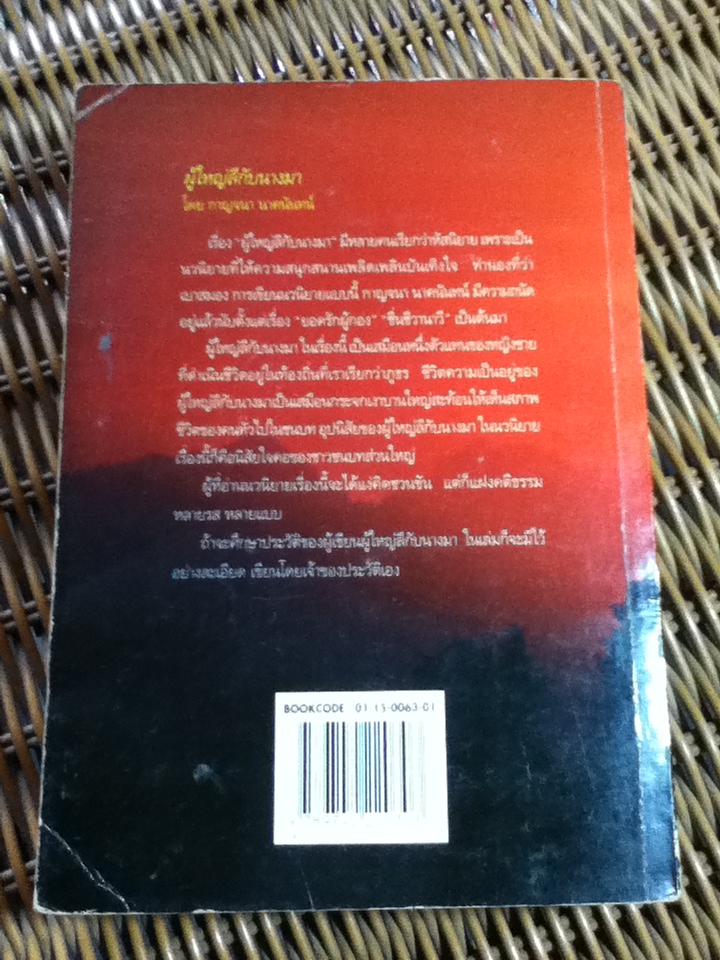 ผู้ใหญ่ลีกับนางมา
โดย กาญจนา นาคนันทน์
เรื่อง "ผู้ใหญ่ลีกับนางมา" มีหลายคนเรียกว่าหัสนิยาย เพราะเป็น
นวนิยายที่ให้ความสนุกสนานเพลิดเพลินบันเทิงใจ ทำนองที่ว่า
เบาสมอง การเขียนนวนิยายแบบนี้ กาญจนา นาคนันทน์ มีความถนัด
อยู่แล้วนับตั้งแต่เรื่อง "ยอดรักผู้กอง" "ชื่นชีวานาวี" เป็นต้นมา
ผู้ใหญ่ลีกับนางมา ในเรื่องนี้ เป็นเสมือนหนึ่งตัวแทนของหญิงชาย
ที่ดำเนินชีวิตอยู่ในท้องถิ่นที่เราเรียกว่าภูธร ชีวิตความเป็นอยู่ของ
ผู้ใหญ่ลีกับนางมาเป็นเสมือนกระจกเงาบานใหญ่สะท้อนให้เห็นสภาพ
ชีวิตของคนทั่วไปในชนบท อุปนิสัยของผู้ใหญ่ลีกับนางมา ในนวนิยาย
เรื่องนี้ก็คือนิสัยใจคอของชาวชนบทส่วนใหญ่
ผู้ที่อ่านนวนิยายเรื่องนี้จะได้แง่คิดชวนขัน แต่ก็แฝงคติธรรม
หลายรส หลายแบบ
ถ้าจะศึกษาประวัติของผู้เขียนผู้ใหญ่ลีกับนางมา ในเล่มก็จะมีไว้
อย่างละเอียด เขียนโดยเจ้าของประวัติเอง
BOOKCODE 01-15-0063-01